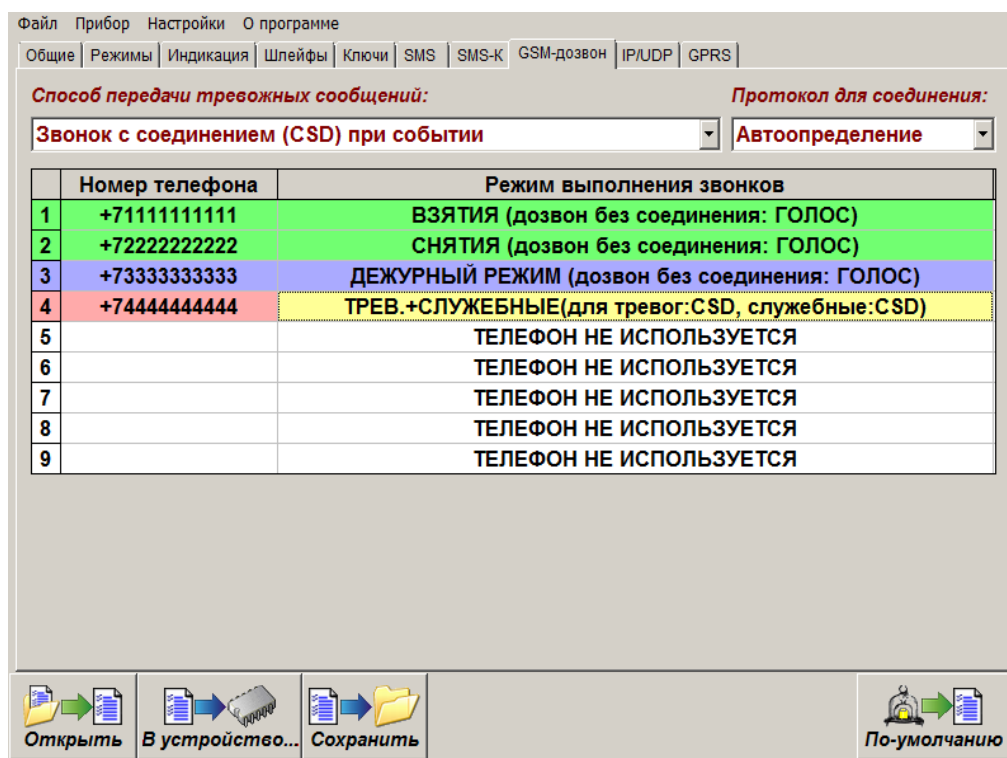 Файл Прибор Настройки О программе
Общие Режимы Индикация Шлейфы Ключи SMS SMS-К GSM-дозвон IP/UDP GPRS
Способ передачи тревожных сообщений: Протокол для соединения:
Звонок с соединением (CSD) при событии Автоопределение
Номер телефона Режим выполнения звонков
1 +71111111111 ВЗЯТИЯ (дозвон без соединения: ГОЛОС)
2 +72222222222 СНЯТИЯ (дозвон без соединения: ГОЛОС)
3 +73333333333 ДЕЖУРНЫЙ РЕЖИМ (дозвон без соединения: ГОЛОС)
4 +74444444444 ТРЕВ.+СЛУЖЕБНЫЕ(для тревог:CSD, служебные:CSD)
5 ТЕЛЕФОН НЕ ИСПОЛЬЗУЕТСЯ
6 ТЕЛЕФОН НЕ ИСПОЛЬЗУЕТСЯ
7 ТЕЛЕФОН НЕ ИСПОЛЬЗУЕТСЯ
8 ТЕЛЕФОН НЕ ИСПОЛЬЗУЕТСЯ
9 ТЕЛЕФОН НЕ ИСПОЛЬЗУЕТСЯ
Открыть В устройство... Сохранить По-умолчанию